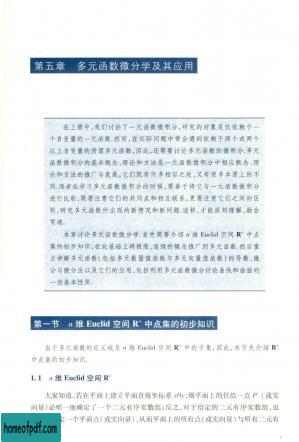 第五章 多元函数微分学及其应用
在上册中,我们讨论了一元函数微积分,研究的对象是仅依赖于一
个自变量的一元函数.然而,在实际问题中常会遇到依赖于两个或两个
以上自变量的所谓多元函数,因此,还需要讨论多元函数微积分.多元函
数微积分的基本概念、理论和方法是一元函数微积分中相应概念、理
论与方法的推广与发展,它们既有许多相似之处,又有很多本质上的不
同.读者在学习多元函数微积分的时候,要善于将它与一元函数微积分
进行比较,既要注意它们的共同点和相互联系,更要注意它们之间的区
别,研究多元函数所出现的新情况和新问题.这样,才能深刻理解,融会
贯通.
本章讨论多元函数微分学.首先简要介绍 n 维 Euclid 空间 Rⁿ 中点
集的初步知识,在此基础上将极限、连续的概念推广到多元函数.然后重
点讲解多元函数(包括多元数量值函数与多元向量值函数)的导数、微
分与微分法以及它们的应用,包括利用多元函数微分讨论曲线和曲面的
一些基本性质.
第一节 n 维 Euclid 空间 Rⁿ 中点集的初步知识
由于多元函数的定义域是 n 维 Euclid 空间 Rⁿ 中的子集,因此,本节先介绍 Rⁿ
中点集的初步知识.
1.1 n 维 Euclid 空间 Rⁿ
大家知道,若在平面上建立平面直角坐标系 xOy,则平面上的任给一点 P (或实
向量)必唯一地确定了一个二元有序实数组;反之,对于给定的二元有序实数组,也
定一个平面点(或实向量),从而平面上的所有点(或实向量)与所有二元有
homeofpdf.com